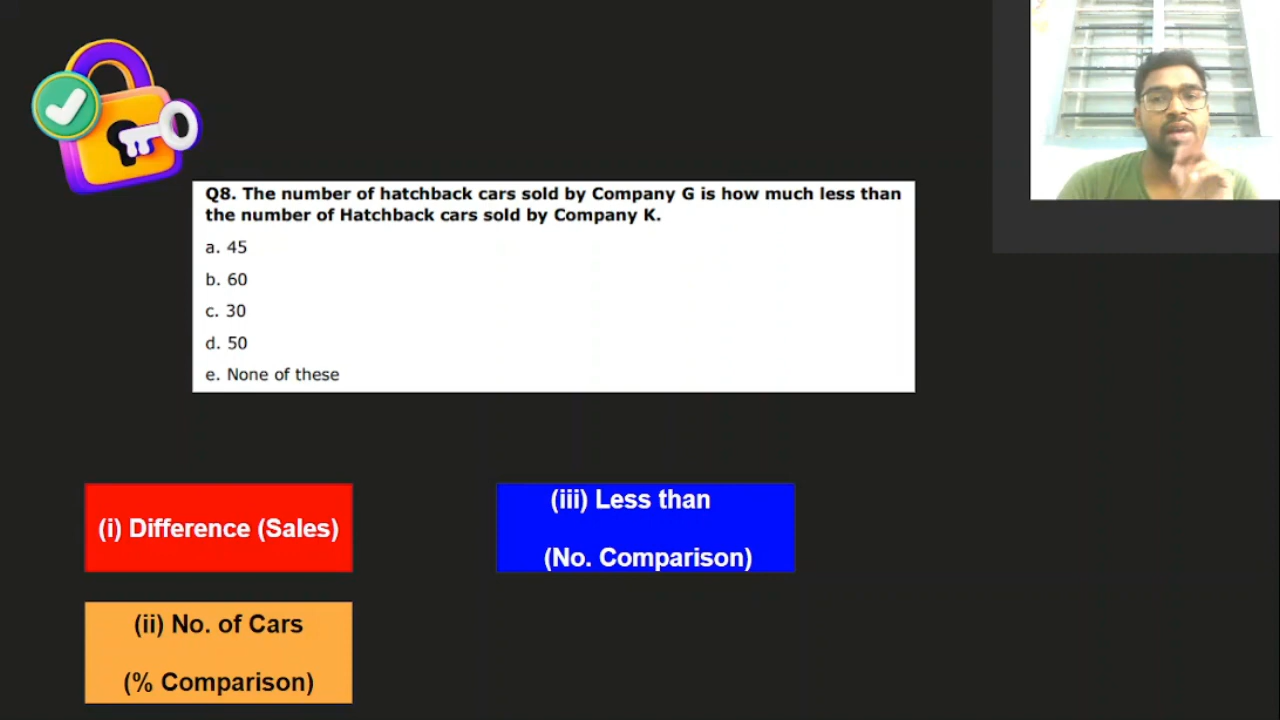 Q8. The number of hatchback cars sold by Company G is how much less than
the number of Hatchback cars sold by Company K.
a. 45
b. 60
c. 30
d. 50
e. None of these
(i) Difference (Sales)
(iii) Less than
(No. Comparison)
(ii) No. of Cars
(% Comparison)